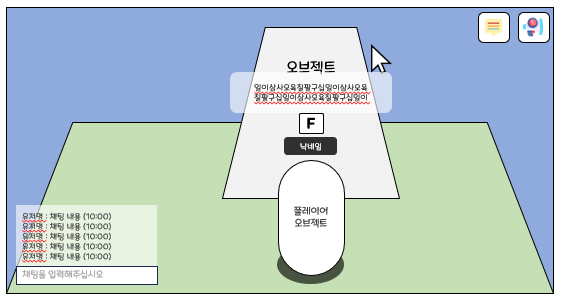 오브젝트
일이삼사오육칠팔구십일이삼사오육
칠팔구십일이삼사오육칠팔구십일이
F
닉네임
플레이어
오브젝트
유저명 : 채팅 내용 (10:00)
유저명 : 채팅 내용 (10:00)
유저명 : 채팅 내용 (10:00)
유저명 : 채팅 내용 (10:00)
유저명 : 채팅 내용 (10:00)
채팅을 입력해주십시오